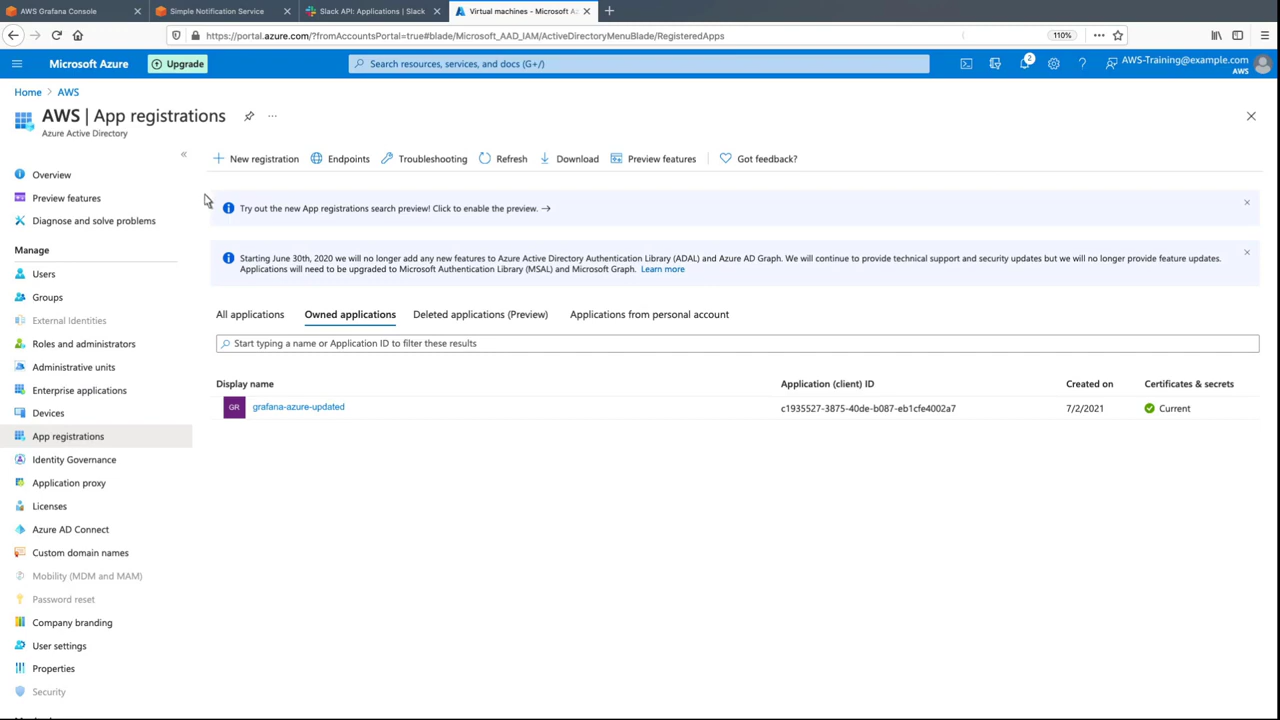 AWS Grafana Console
Simple Notification Service
Slack API: Applications | Slack
Virtual machines - Microsoft Az
https://portal.azure.com/?fromAccountsPortal=true#blade/Microsoft_AAD_IAM/ActiveDirectoryMenuBlade/RegisteredApps
110%
Microsoft Azure
Upgrade
Search resources, services, and docs (G+/)
2
AWS-Training@example.com
AWS
Home > AWS
AWS | App registrations
Azure Active Directory
New registration
Endpoints
Troubleshooting
Refresh
Download
Preview features
Got feedback?
Overview
Preview features
Diagnose and solve problems
Manage
Users
Groups
External Identities
Roles and administrators
Administrative units
Enterprise applications
Devices
App registrations
Identity Governance
Application proxy
Licenses
Azure AD Connect
Custom domain names
Mobility (MDM and MAM)
Password reset
Company branding
User settings
Properties
Security
Try out the new App registrations search preview! Click to enable the preview. →
Starting June 30th, 2020 we will no longer add any new features to Azure Active Directory Authentication Library (ADAL) and Azure AD Graph. We will continue to provide technical support and security updates but we will no longer provide feature updates.
Applications will need to be upgraded to Microsoft Authentication Library (MSAL) and Microsoft Graph. Learn more
All applications
Owned applications
Deleted applications (Preview)
Applications from personal account
Start typing a name or Application ID to filter these results
Display name
Application (client) ID
Created on
Certificates & secrets
GR
grafana-azure-updated
c1935527-3875-40de-b087-eb1cfe4002a7
7/2/2021
Current